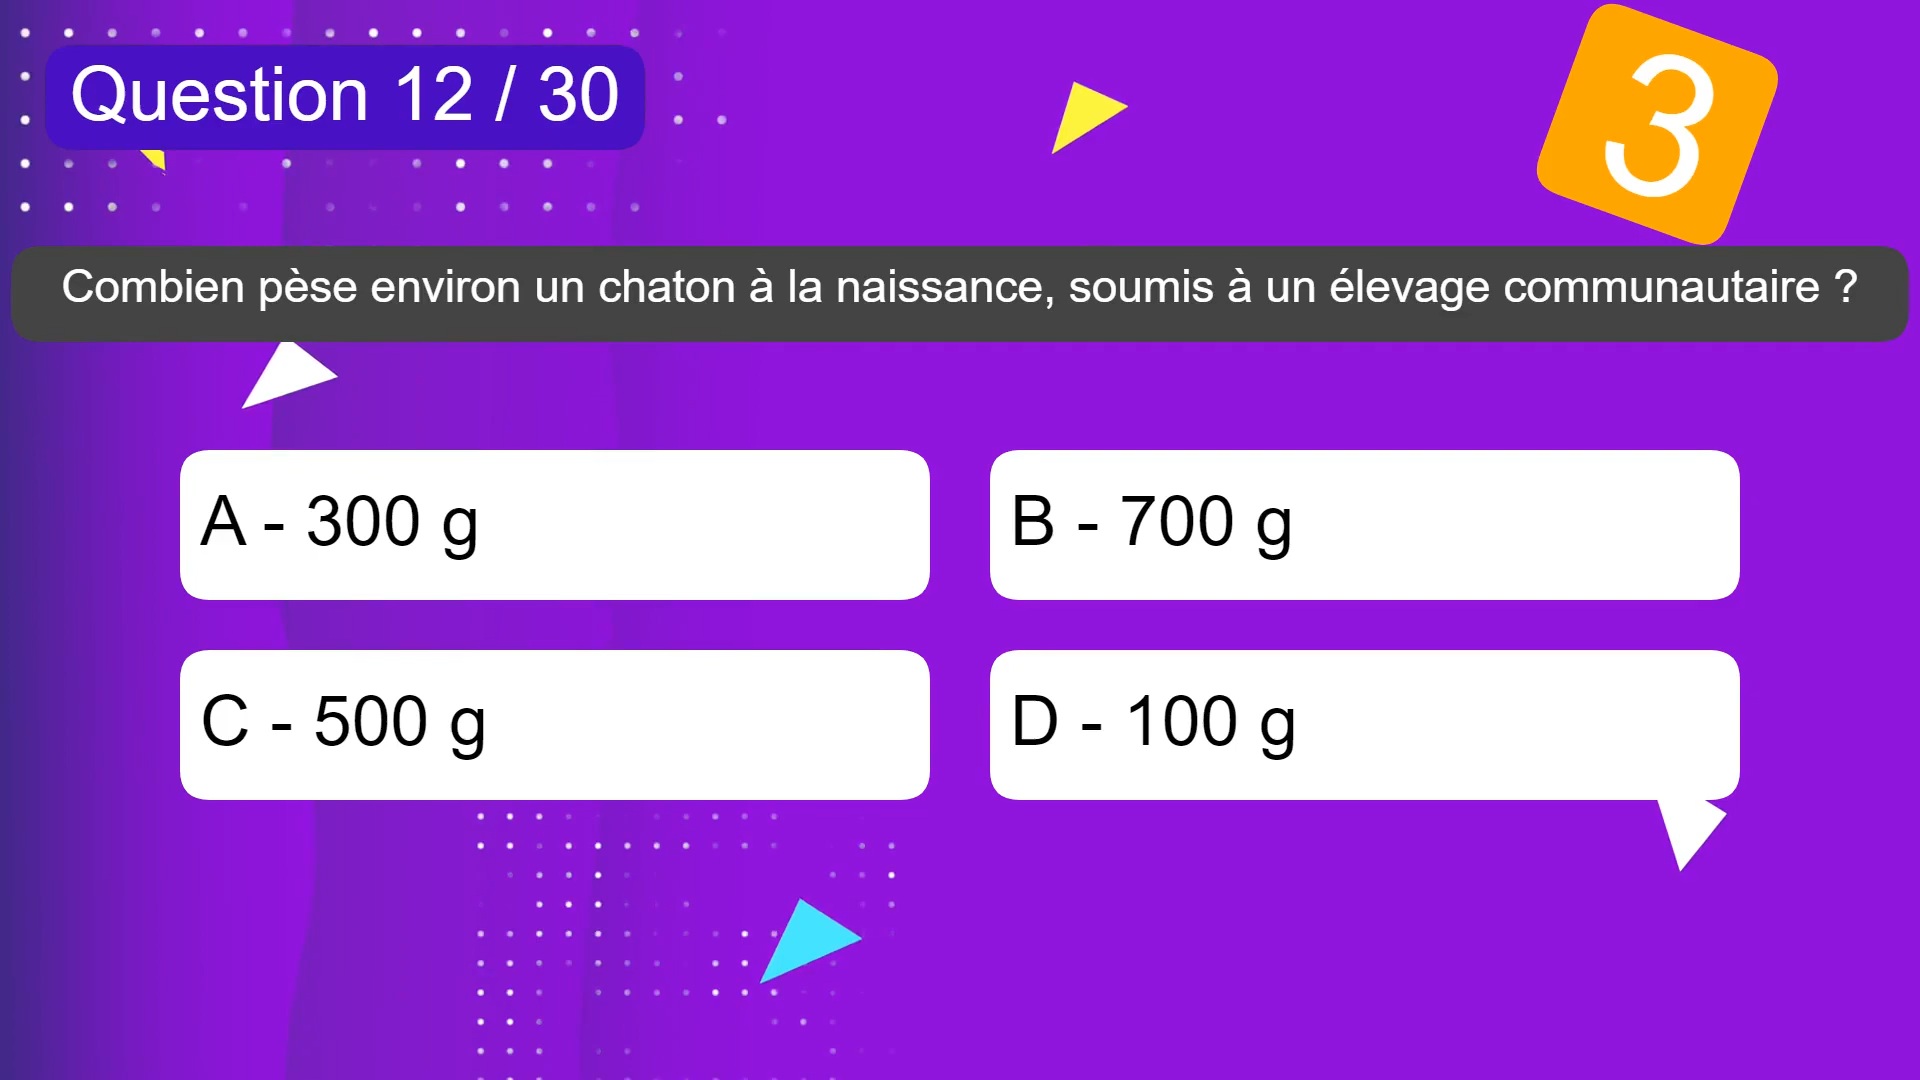 Question 12 / 30
3
Combien pèse environ un chaton à la naissance, soumis à un élevage communautaire ?
A - 300 g
B - 700 g
C - 500 g
D - 100 g